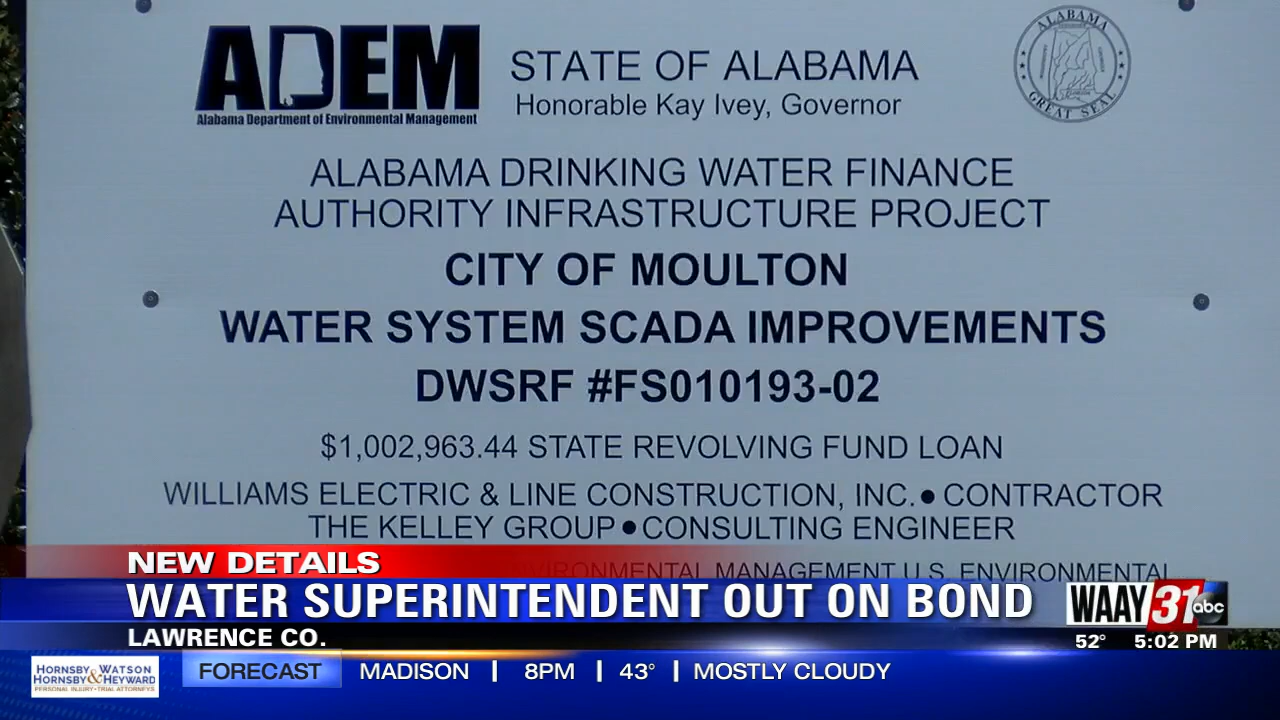 ADEM
Alabama Department of Environmental Management
STATE OF ALABAMA
Honorable Kay Ivey, Governor
ALABAMA
GREAT SEAL
ALABAMA DRINKING WATER FINANCE
AUTHORITY INFRASTRUCTURE PROJECT
CITY OF MOULTON
WATER SYSTEM SCADA IMPROVEMENTS
DWSRF #FS010193-02
$1,002,963.44 STATE REVOLVING FUND LOAN
WILLIAMS ELECTRIC & LINE CONSTRUCTION, INC. • CONTRACTOR
THE KELLEY GROUP • CONSULTING ENGINEER
MANAGEMENT U.S. ENVIRONMENTAL
NEW DETAILS
WATER SUPERINTENDENT OUT ON BOND
LAWRENCE CO.
WAAY 31 abc
52° 5:02 PM
HORNSBY WATSON
HORNSBY & HEYWARD
PERSONAL INJURY • TRIAL ATTORNEYS
FORECAST MADISON | 8PM | 43° | MOSTLY CLOUDY